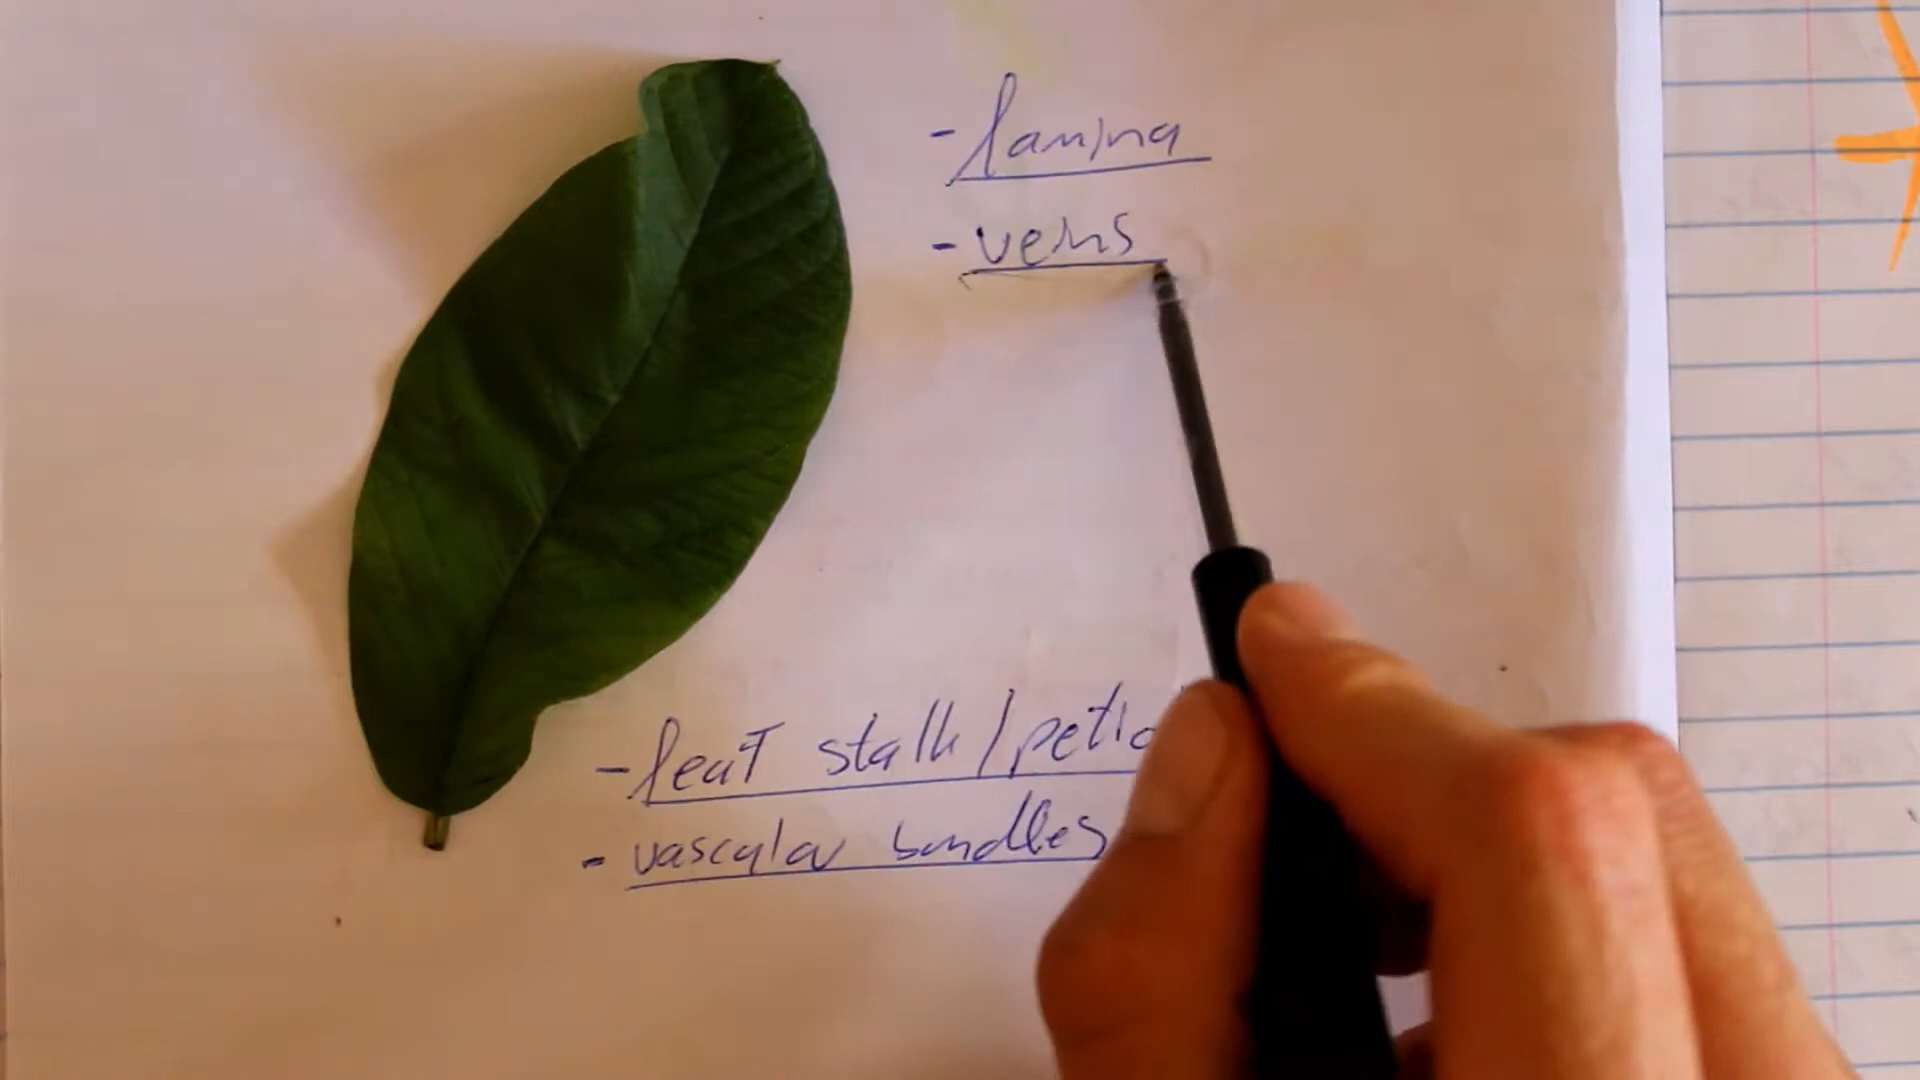 - lamina
- veins
- leaf stalk/petio
- vascular bundles